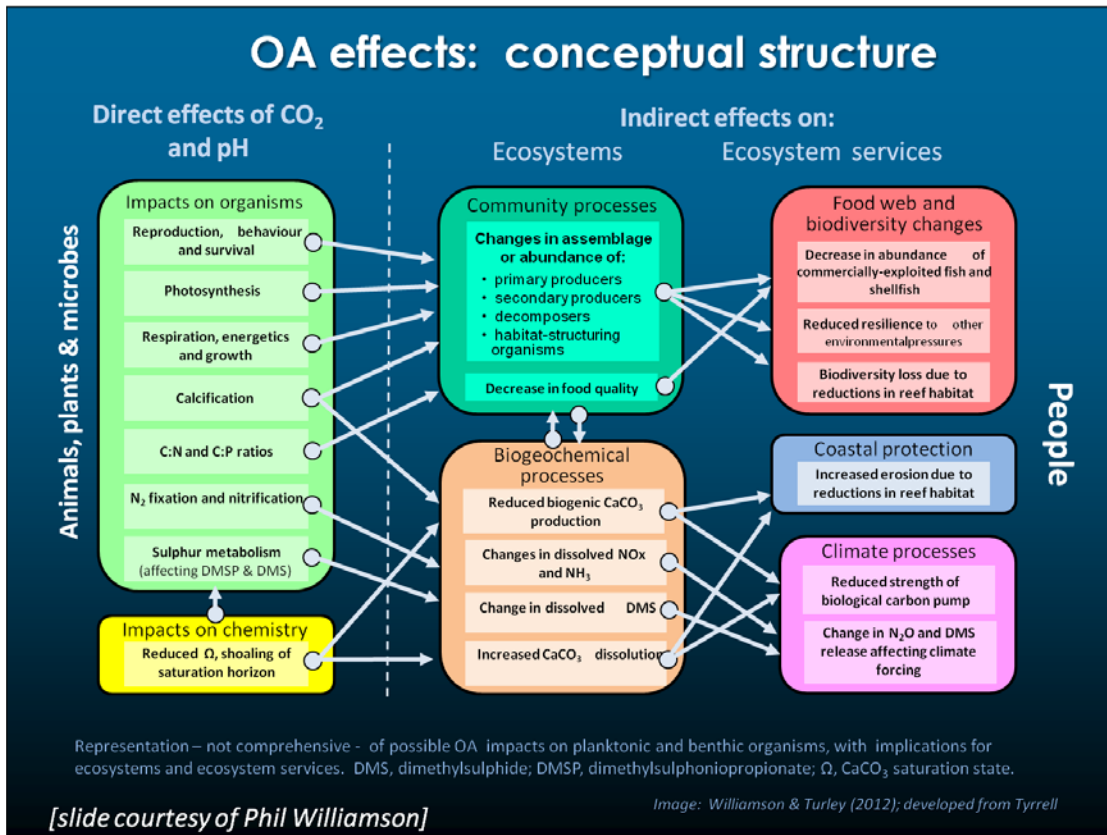 OA effects: conceptual structure
Direct effects of CO₂
and pH
Indirect effects on:
Ecosystems
Ecosystem services
Animals, plants & microbes
Impacts on organisms
Reproduction, behaviour
and survival
Photosynthesis
Respiration, energetics
and growth
Calcification
C:N and C:P ratios
N₂ fixation and nitrification
Sulphur metabolism
(affecting DMSP & DMS)
Impacts on chemistry
Reduced Ω, shoaling of
saturation horizon
Community processes
Changes in assemblage
or abundance of:
• primary producers
• secondary producers
• decomposers
• habitat-structuring
organisms
Decrease in food quality
Biogeochemical
processes
Reduced biogenic CaCO₃
production
Changes in dissolved NOx
and NH₃
Change in dissolved DMS
Increased CaCO₃ dissolution
Food web and
biodiversity changes
Decrease in abundance of
commercially-exploited fish and
shellfish
Reduced resilience to other
environmentalpressures
Biodiversity loss due to
reductions in reef habitat
Coastal protection
Increased erosion due to
reductions in reef habitat
Climate processes
Reduced strength of
biological carbon pump
Change in N₂O and DMS
release affecting climate
forcing
People
Representation – not comprehensive - of possible OA impacts on planktonic and benthic organisms, with implications for
ecosystems and ecosystem services. DMS, dimethylsulphide; DMSP, dimethylsulphoniopropionate; Ω, CaCO₃ saturation state.
[slide courtesy of Phil Williamson]
Image: Williamson & Turley (2012); developed from Tyrrell